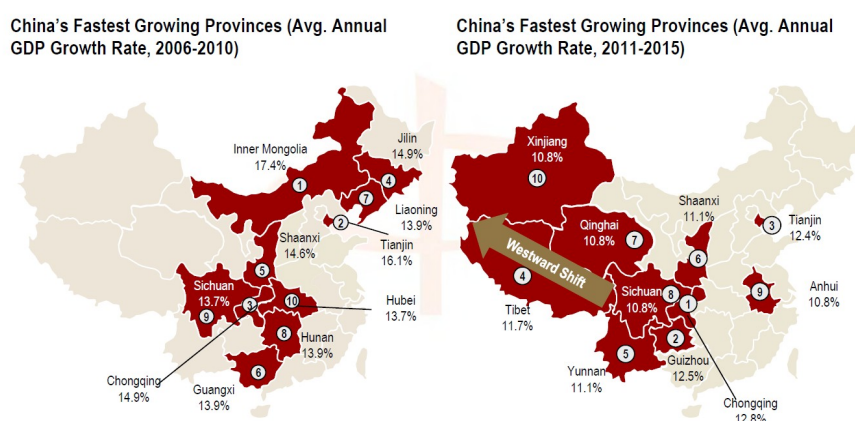 China's Fastest Growing Provinces (Avg. Annual
GDP Growth Rate, 2006-2010)
Inner Mongolia
17.4%
1
Jilin
14.9%
4
7
Liaoning
13.9%
2
Tianjin
16.1%
Shaanxi
14.6%
5
Sichuan
13.7%
9
3
10
Hubei
13.7%
8
Hunan
13.9%
6
Chongqing
14.9%
Guangxi
13.9%
China's Fastest Growing Provinces (Avg. Annual
GDP Growth Rate, 2011-2015)
Xinjiang
10.8%
10
Shaanxi
11.1%
Qinghai
10.8%
7
3
Tianjin
12.4%
Westward Shift
6
4
Tibet
11.7%
Sichuan
10.8%
8
1
9
Anhui
10.8%
2
5
Guizhou
12.5%
Yunnan
11.1%
Chongqing
12.8%